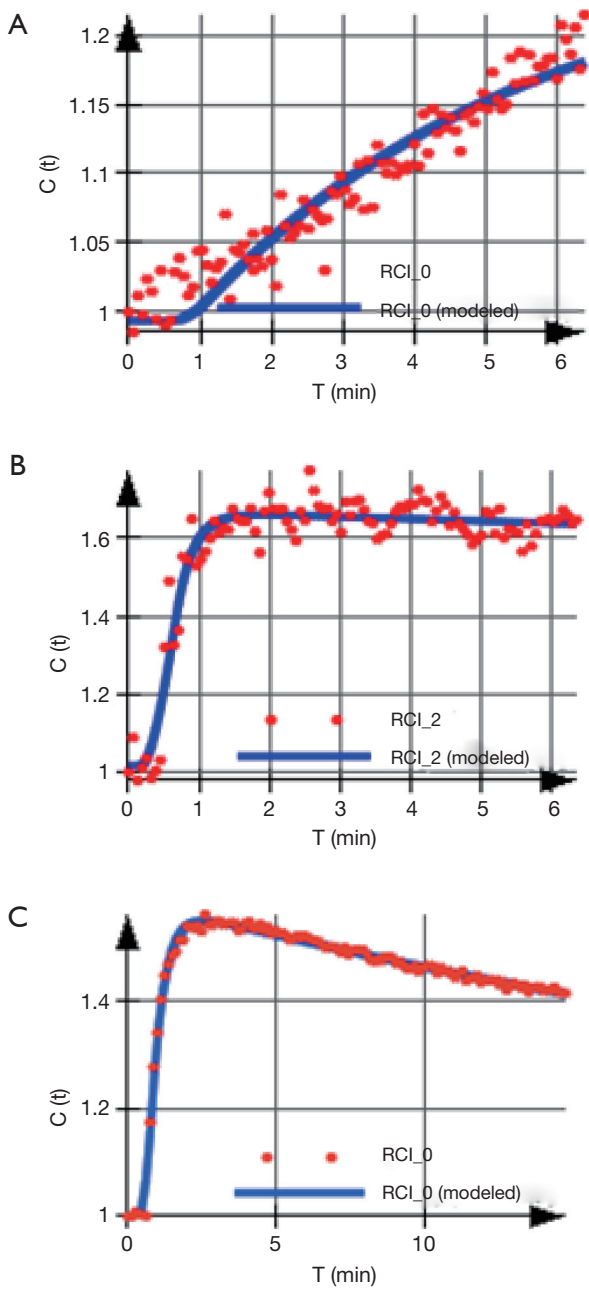 A
1.2
1.15
1.1
1.05
1
C (t)
RCI_0
RCI_0 (modeled)
0 1 2 3 4 5 6
T (min)
B
1.6
1.4
1.2
1
C (t)
RCI_2
RCI_2 (modeled)
0 1 2 3 4 5 6
T (min)
C
1.4
1.2
1
C (t)
RCI_0
RCI_0 (modeled)
0 5 10
T (min)